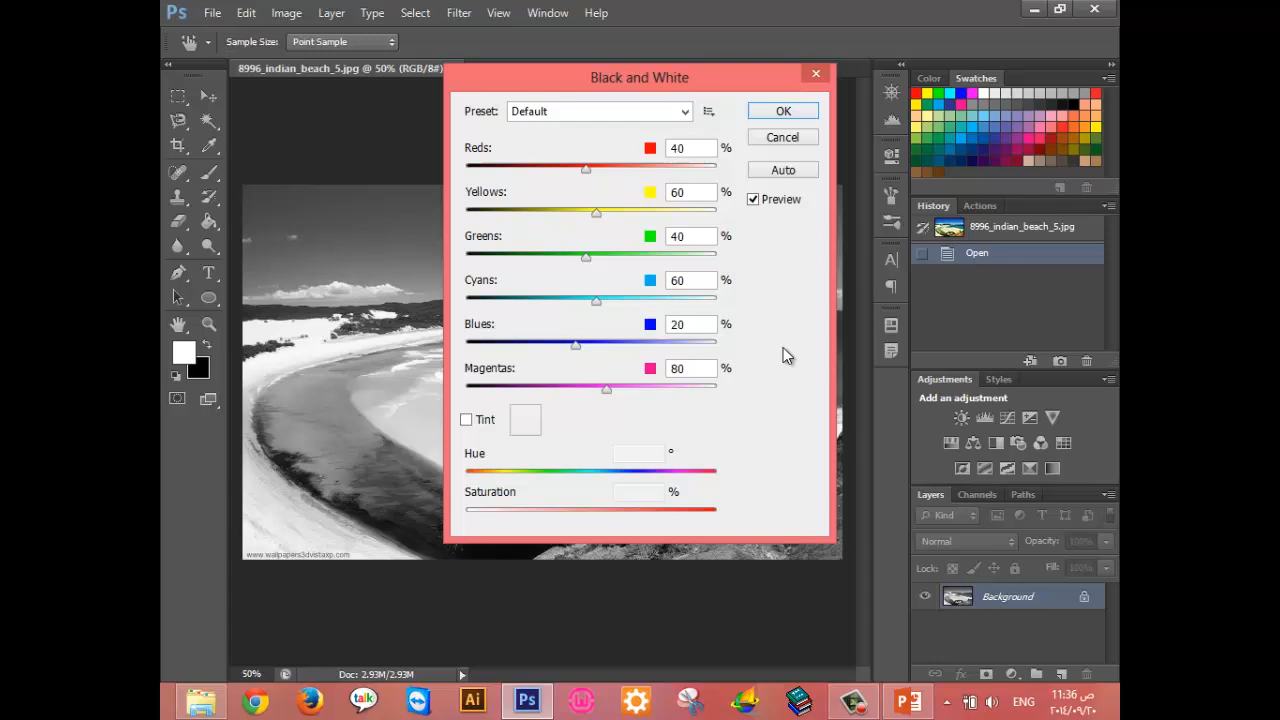 Ps File Edit Image Layer Type Select Filter View Window Help
Sample Size: Point Sample
8996_indian_beach_5.jpg @ 50% (RGB/8#)
Black and White
Preset: Default
OK
Cancel
Auto
Preview
Reds: 40 %
Yellows: 60 %
Greens: 40 %
Cyans: 60 %
Blues: 20 %
Magentas: 80 %
Tint
Hue °
Saturation %
www.wallpapers3dvistaxp.com
Color Swatches
History Actions
8996_indian_beach_5.jpg
Open
Adjustments Styles
Add an adjustment
Layers Channels Paths
Kind
Normal Opacity: 100%
Lock: Fill: 100%
Background
50% Doc: 2.93M/2.93M
talk Ai Ps
ENG
11:36 ص